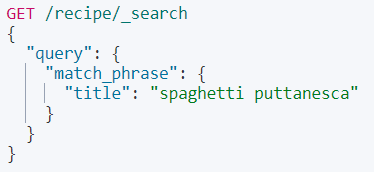 GET /recipe/_search
{
  "query": {
    "match_phrase": {
      "title": "spaghetti puttanesca"
    }
  }
}